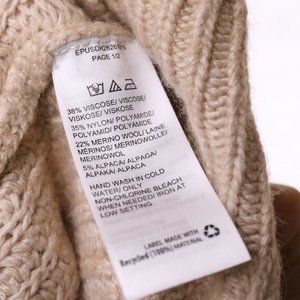 PAGE 1/2
38% VISCOSE/ VISCOSE/
VISKOSE/ VISKOSE
35% NYLON/ POLYAMIDE/
POLYAMID/ POLYAMIDE
22% MERINO WOOL/ LAINE
MÉRINOS/ MERINOWOLLE/
MERINOWOL
5% ALPACA/ ALPAGA/
ALPAKA/ ALPACA
HAND WASH IN COLD
WATER/ ONLY
NON-CHLORINE BLEACH
WHEN NEEDED/ IRON AT
LOW SETTING
LABEL MADE WITH
Recycled (100%) MATERIAL